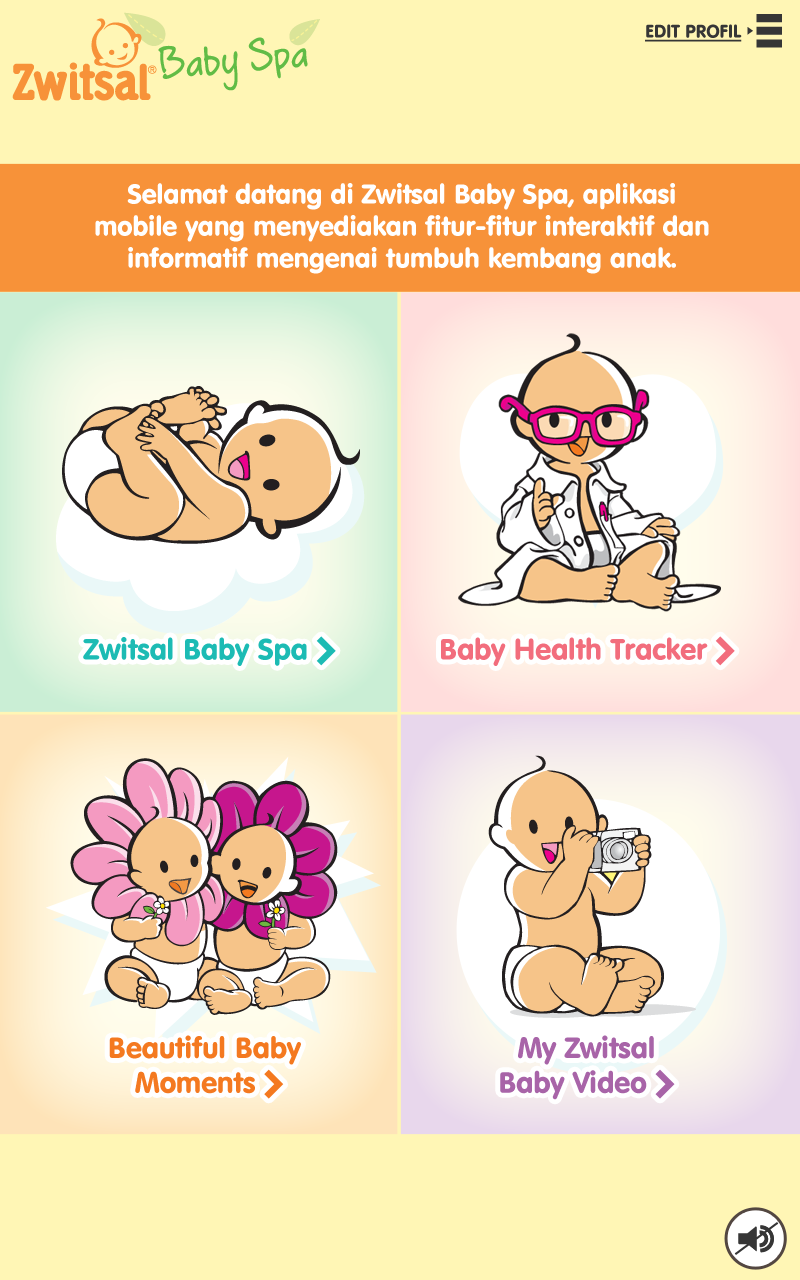 Zwitsal® Baby Spa
EDIT PROFIL
Selamat datang di Zwitsal Baby Spa, aplikasi
mobile yang menyediakan fitur-fitur interaktif dan
informatif mengenai tumbuh kembang anak.
Zwitsal Baby Spa
Baby Health Tracker
Beautiful Baby
Moments
My Zwitsal
Baby Video